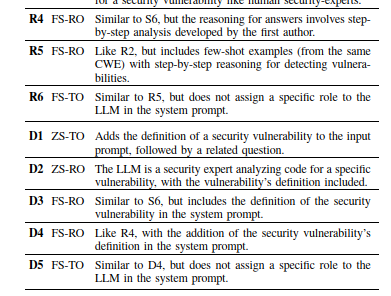 for a security vulnerability like human security-experts.
R4 FS-RO Similar to S6, but the reasoning for answers involves step-
by-step analysis developed by the first author.
R5 FS-RO Like R2, but includes few-shot examples (from the same
CWE) with step-by-step reasoning for detecting vulnera-
bilities.
R6 FS-TO Similar to R5, but does not assign a specific role to the
LLM in the system prompt.
D1 ZS-TO Adds the definition of a security vulnerability to the input
prompt, followed by a related question.
D2 ZS-RO The LLM is a security expert analyzing code for a specific
vulnerability, with the vulnerability's definition included.
D3 FS-RO Similar to S6, but includes the definition of the security
vulnerability in the system prompt.
D4 FS-RO Like R4, with the addition of the security vulnerability's
definition in the system prompt.
D5 FS-TO Similar to D4, but does not assign a specific role to the
LLM in the system prompt.